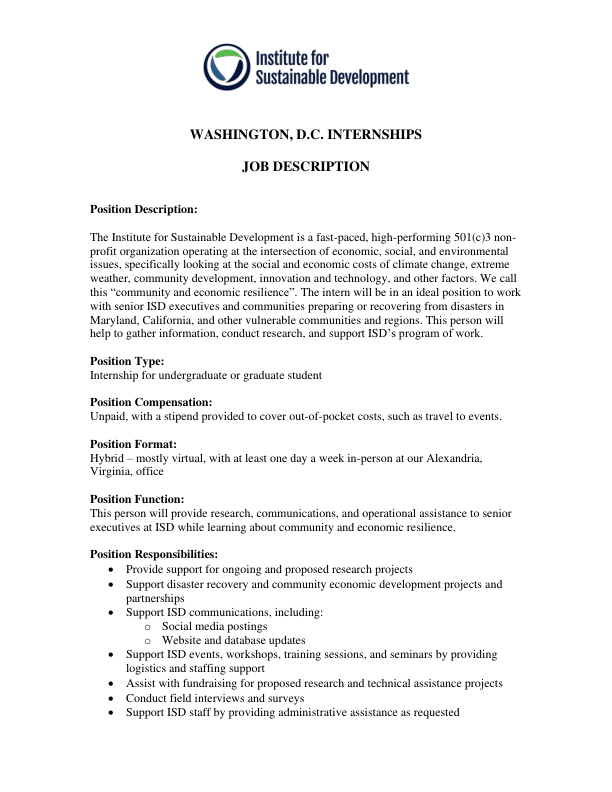 Institute for
Sustainable Development
WASHINGTON, D.C. INTERNSHIPS
JOB DESCRIPTION
Position Description:
The Institute for Sustainable Development is a fast-paced, high-performing 501(c)3 non-
profit organization operating at the intersection of economic, social, and environmental
issues, specifically looking at the social and economic costs of climate change, extreme
weather, community development, innovation and technology, and other factors. We call
this “community and economic resilience”. The intern will be in an ideal position to work
with senior ISD executives and communities preparing or recovering from disasters in
Maryland, California, and other vulnerable communities and regions. This person will
help to gather information, conduct research, and support ISD’s program of work.
Position Type:
Internship for undergraduate or graduate student
Position Compensation:
Unpaid, with a stipend provided to cover out-of-pocket costs, such as travel to events.
Position Format:
Hybrid – mostly virtual, with at least one day a week in-person at our Alexandria,
Virginia, office
Position Function:
This person will provide research, communications, and operational assistance to senior
executives at ISD while learning about community and economic resilience.
Position Responsibilities:
• Provide support for ongoing and proposed research projects
• Support disaster recovery and community economic development projects and
partnerships
• Support ISD communications, including:
o Social media postings
o Website and database updates
• Support ISD events, workshops, training sessions, and seminars by providing
logistics and staffing support
• Assist with fundraising for proposed research and technical assistance projects
• Conduct field interviews and surveys
• Support ISD staff by providing administrative assistance as requested